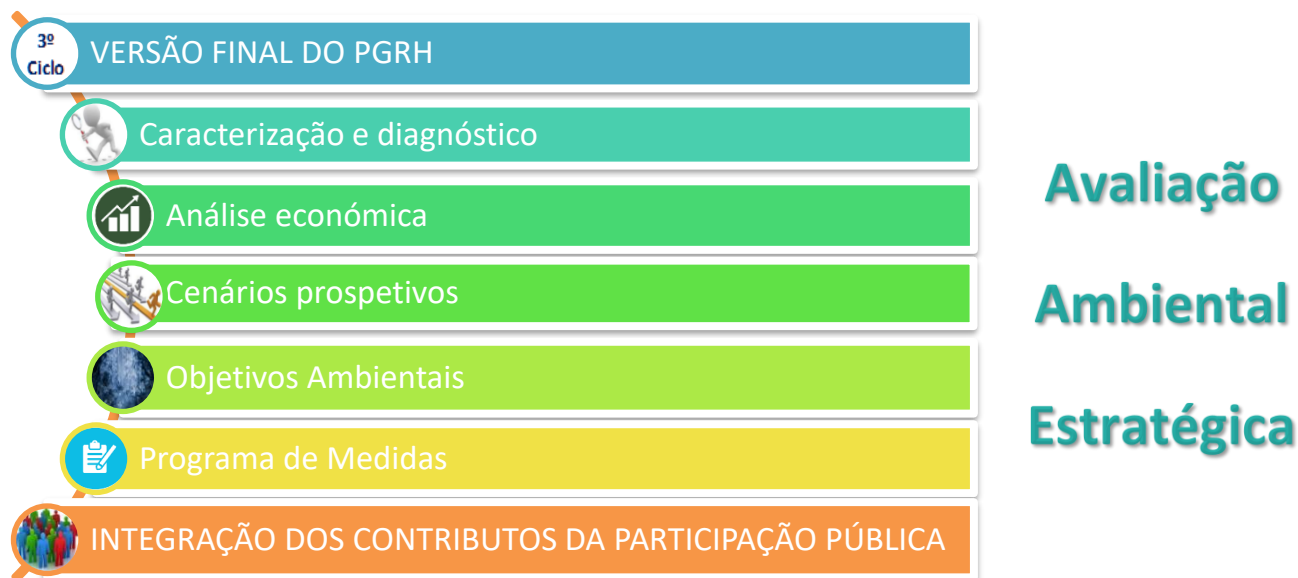 3º
Ciclo
VERSÃO FINAL DO PGRH
Caracterização e diagnóstico
Análise económica
Cenários prospetivos
Objetivos Ambientais
Programa de Medidas
INTEGRAÇÃO DOS CONTRIBUTOS DA PARTICIPAÇÃO PÚBLICA
Avaliação
Ambiental
Estratégica